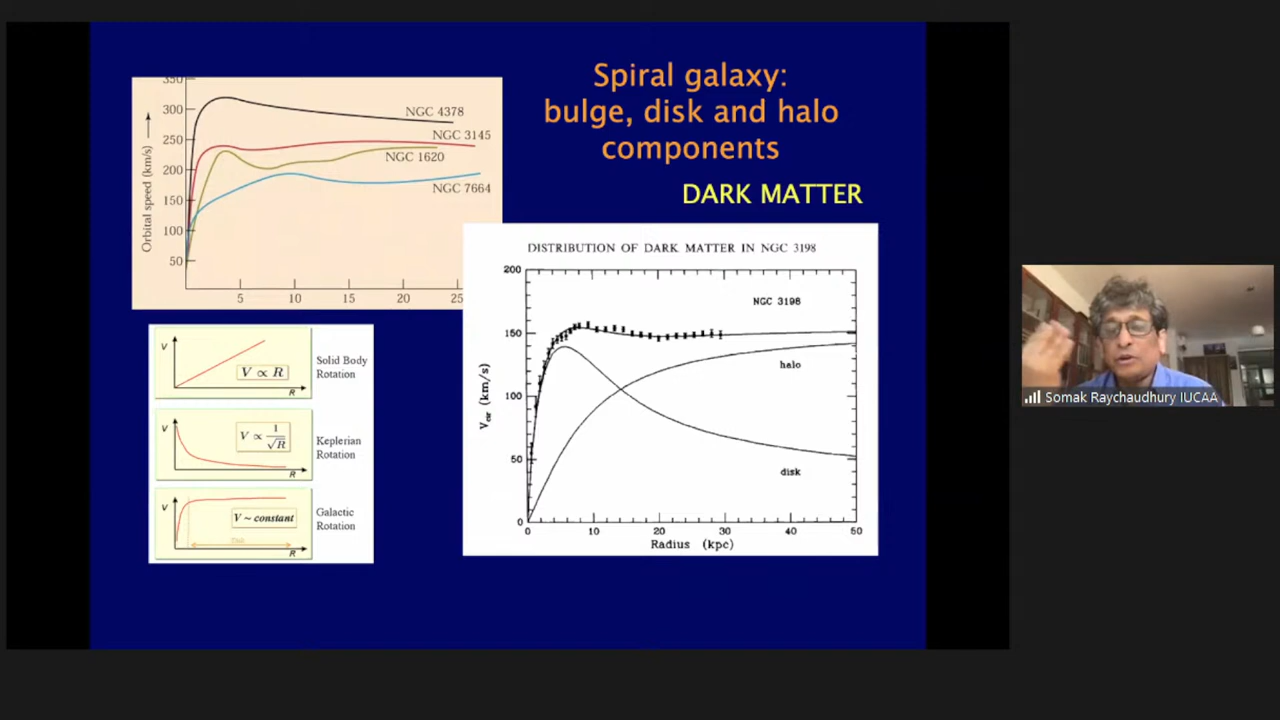 Spiral galaxy:
bulge, disk and halo
components
DARK MATTER
350
300
250
200
150
100
50
Orbital speed (km/s)
NGC 4378
NGC 3145
NGC 1620
NGC 7664
5 10 15 20 25
V
V ∝ R
R
Solid Body
Rotation
V
V ∝ 1/√R
R
Keplerian
Rotation
V
V ~ constant
Disk
R
Galactic
Rotation
DISTRIBUTION OF DARK MATTER IN NGC 3198
200
150
100
50
0
V_cir (km/s)
NGC 3198
halo
disk
0 10 20 30 40 50
Radius (kpc)
Somak Raychaudhury IUCAA